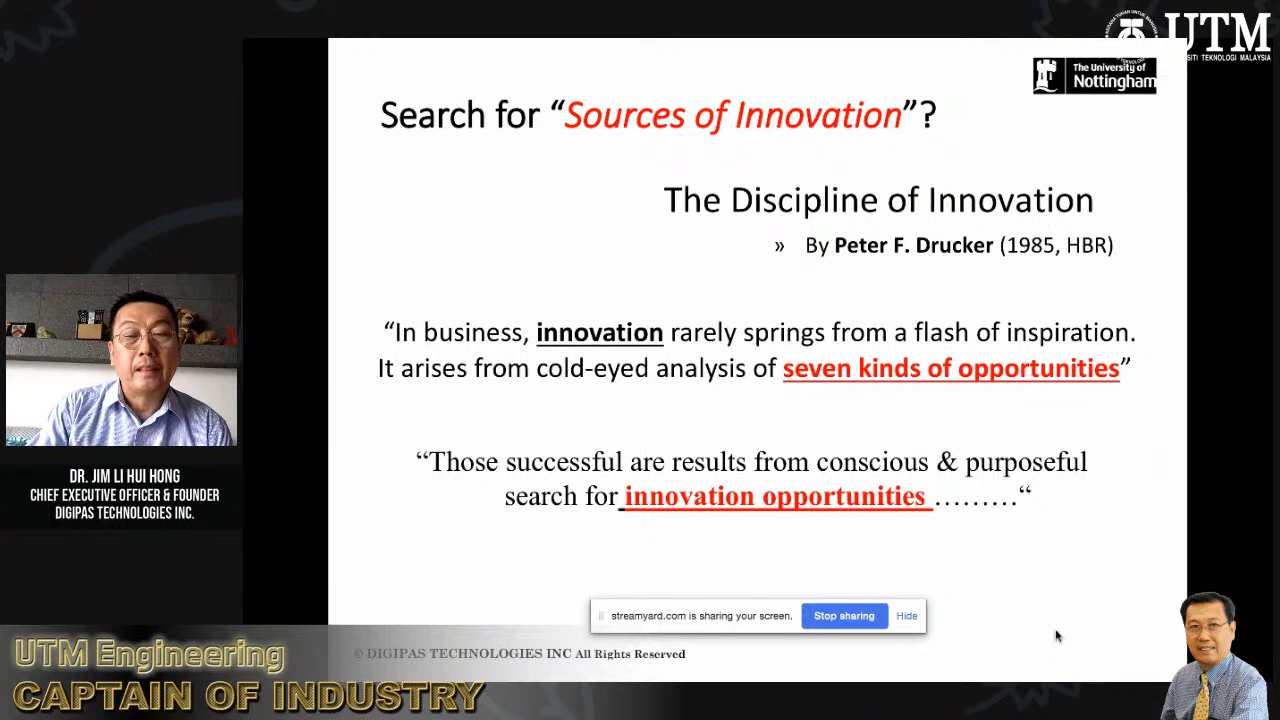 UTM
UNIVERSITI TEKNOLOGI MALAYSIA
The University of
Nottingham
Search for “Sources of Innovation”?
The Discipline of Innovation
» By Peter F. Drucker (1985, HBR)
“In business, innovation rarely springs from a flash of inspiration.
It arises from cold-eyed analysis of seven kinds of opportunities”
“Those successful are results from conscious & purposeful
search for innovation opportunities ………“
DR. JIM LI HUI HONG
CHIEF EXECUTIVE OFFICER & FOUNDER
DIGIPAS TECHNOLOGIES INC.
streamyard.com is sharing your screen.
Stop sharing
Hide
© DIGIPAS TECHNOLOGIES INC All Rights Reserved
UTM Engineering
CAPTAIN OF INDUSTRY